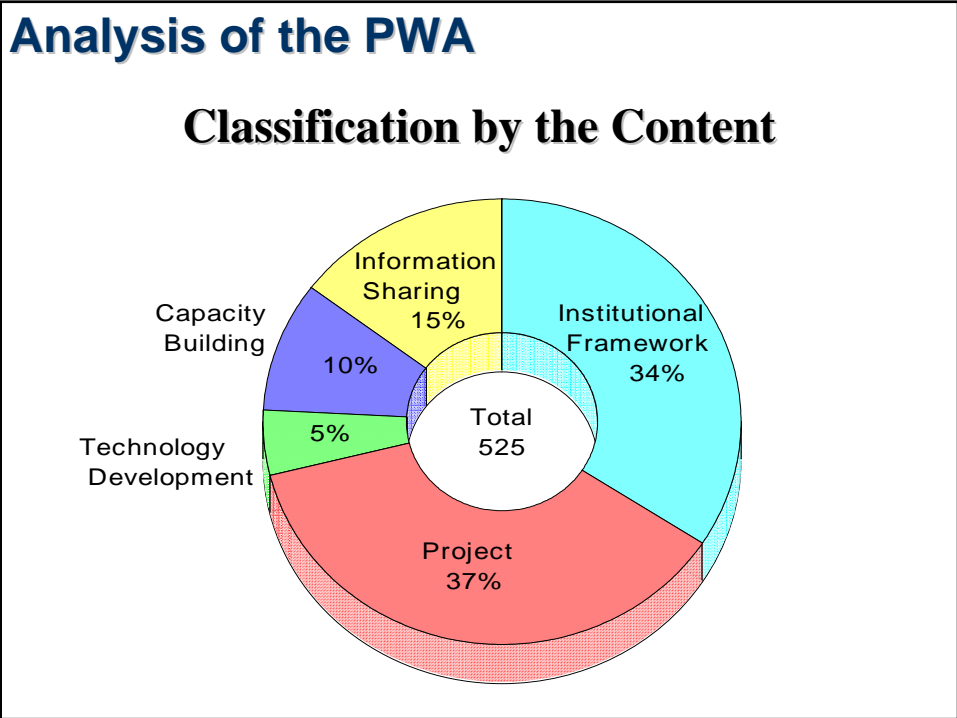 Analysis of the PWA
Classification by the Content
Information
Sharing
15%
Capacity
Building
10%
Institutional
Framework
34%
Total
525
5%
Technology
Development
Project
37%